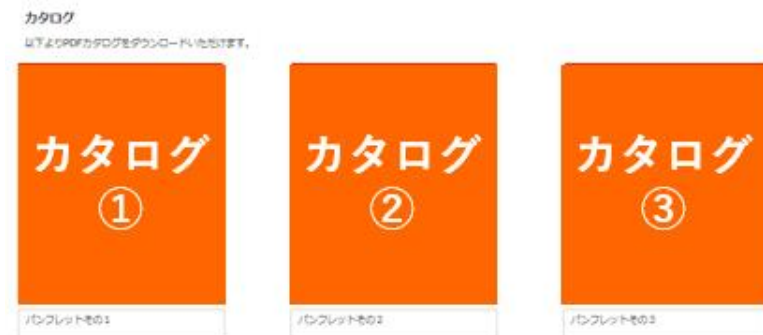 カタログ
以下よりPDFカタログをダウンロードいただけます。
カタログ
①
カタログ
②
カタログ
③
パンフレットその1
パンフレットその2
パンフレットその3